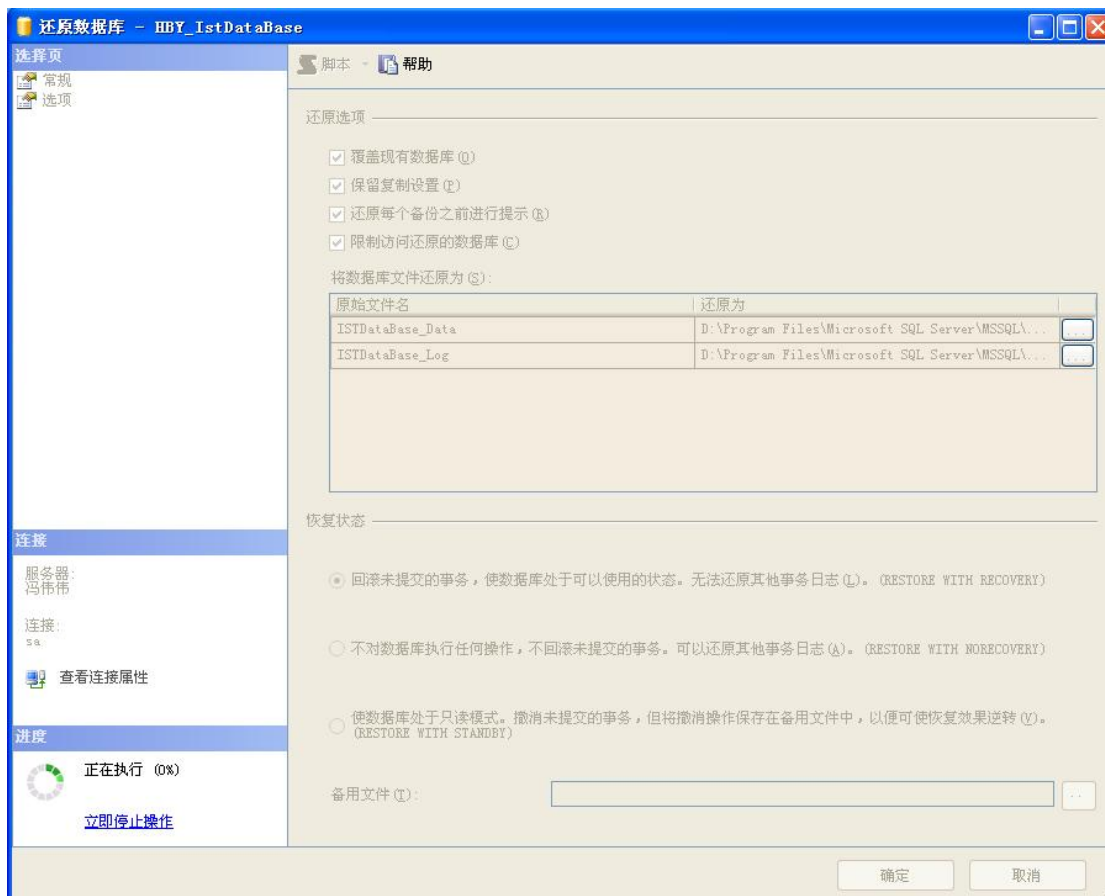 还原数据库 - HBY_IstDataBase
选择页
常规
选项
脚本
帮助
还原选项
覆盖现有数据库(O)
保留复制设置(P)
还原每个备份之前进行提示(R)
限制访问还原的数据库(C)
将数据库文件还原为(S):
原始文件名 还原为
ISTDataBase_Data D:\Program Files\Microsoft SQL Server\MSSQL\... ...
ISTDataBase_Log D:\Program Files\Microsoft SQL Server\MSSQL\... ...
恢复状态
回滚未提交的事务，使数据库处于可以使用的状态。无法还原其他事务日志(L)。(RESTORE WITH RECOVERY)
不对数据库执行任何操作，不回滚未提交的事务。可以还原其他事务日志(A)。(RESTORE WITH NORECOVERY)
使数据库处于只读模式。撤消未提交的事务，但将撤消操作保存在备用文件中，以便可使恢复效果逆转(Y)。
(RESTORE WITH STANDBY)
备用文件(T):
连接
服务器:
冯伟伟
连接:
sa
查看连接属性
进度
正在执行 (0%)
立即停止操作
确定
取消